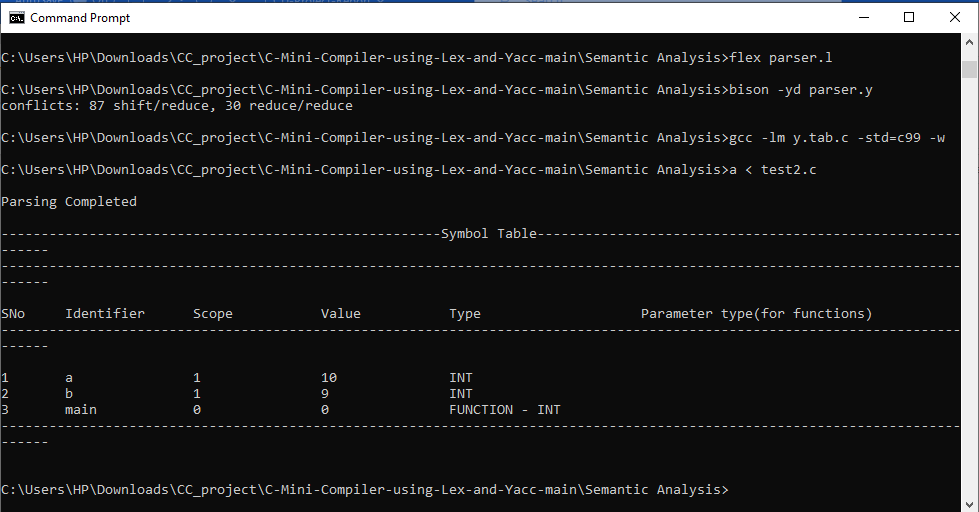 Command Prompt
C:\Users\HP\Downloads\CC_project\C-Mini-Compiler-using-Lex-and-Yacc-main\Semantic Analysis>flex parser.l
C:\Users\HP\Downloads\CC_project\C-Mini-Compiler-using-Lex-and-Yacc-main\Semantic Analysis>bison -yd parser.y
conflicts: 87 shift/reduce, 30 reduce/reduce
C:\Users\HP\Downloads\CC_project\C-Mini-Compiler-using-Lex-and-Yacc-main\Semantic Analysis>gcc -lm y.tab.c -std=c99 -w
C:\Users\HP\Downloads\CC_project\C-Mini-Compiler-using-Lex-and-Yacc-main\Semantic Analysis>a < test2.c
Parsing Completed
-------------------------------------------------------Symbol Table-----------------------------------------------------
------
------------------------------------------------------------------------------------------------------------------------
------
SNo     Identifier      Scope           Value           Type                    Parameter type(for functions)
------------------------------------------------------------------------------------------------------------------------
------
1       a               1               10              INT
2       b               1               9               INT
3       main            0               0               FUNCTION - INT
------------------------------------------------------------------------------------------------------------------------
------
C:\Users\HP\Downloads\CC_project\C-Mini-Compiler-using-Lex-and-Yacc-main\Semantic Analysis>